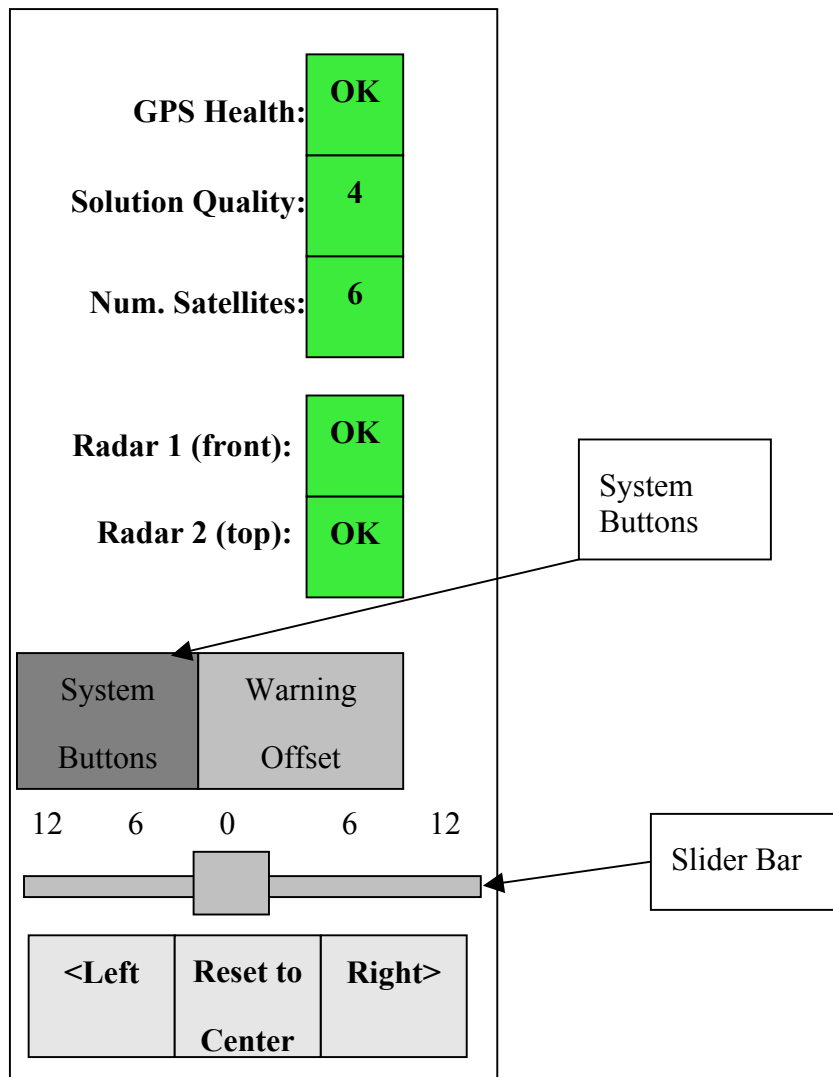 OK
GPS Health:
4
Solution Quality:
6
Num. Satellites:
OK
Radar 1 (front):
OK
Radar 2 (top):
System
Buttons
System
Buttons
Warning
Offset
12 6 0 6 12
Slider Bar
<Left
Reset to
Center
Right>